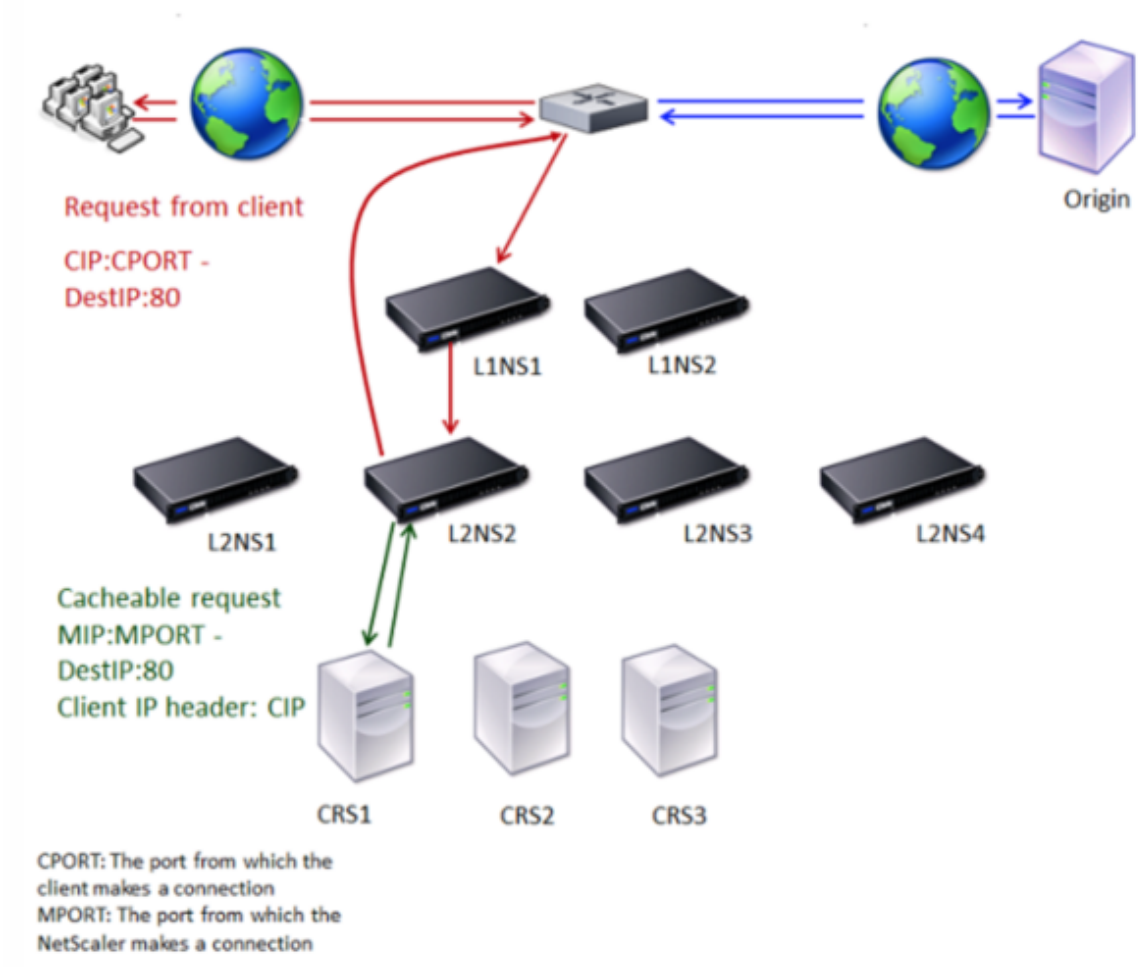 Origin
Request from client
CIP:CPORT -
DestIP:80
L1NS1
L1NS2
L2NS1
L2NS2
L2NS3
L2NS4
Cacheable request
MIP:MPORT -
DestIP:80
Client IP header: CIP
CRS1
CRS2
CRS3
CPORT: The port from which the
client makes a connection
MPORT: The port from which the
NetScaler makes a connection